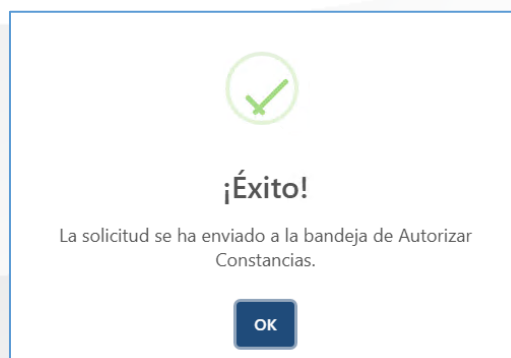 ¡Éxito!
La solicitud se ha enviado a la bandeja de Autorizar
Constancias.
OK